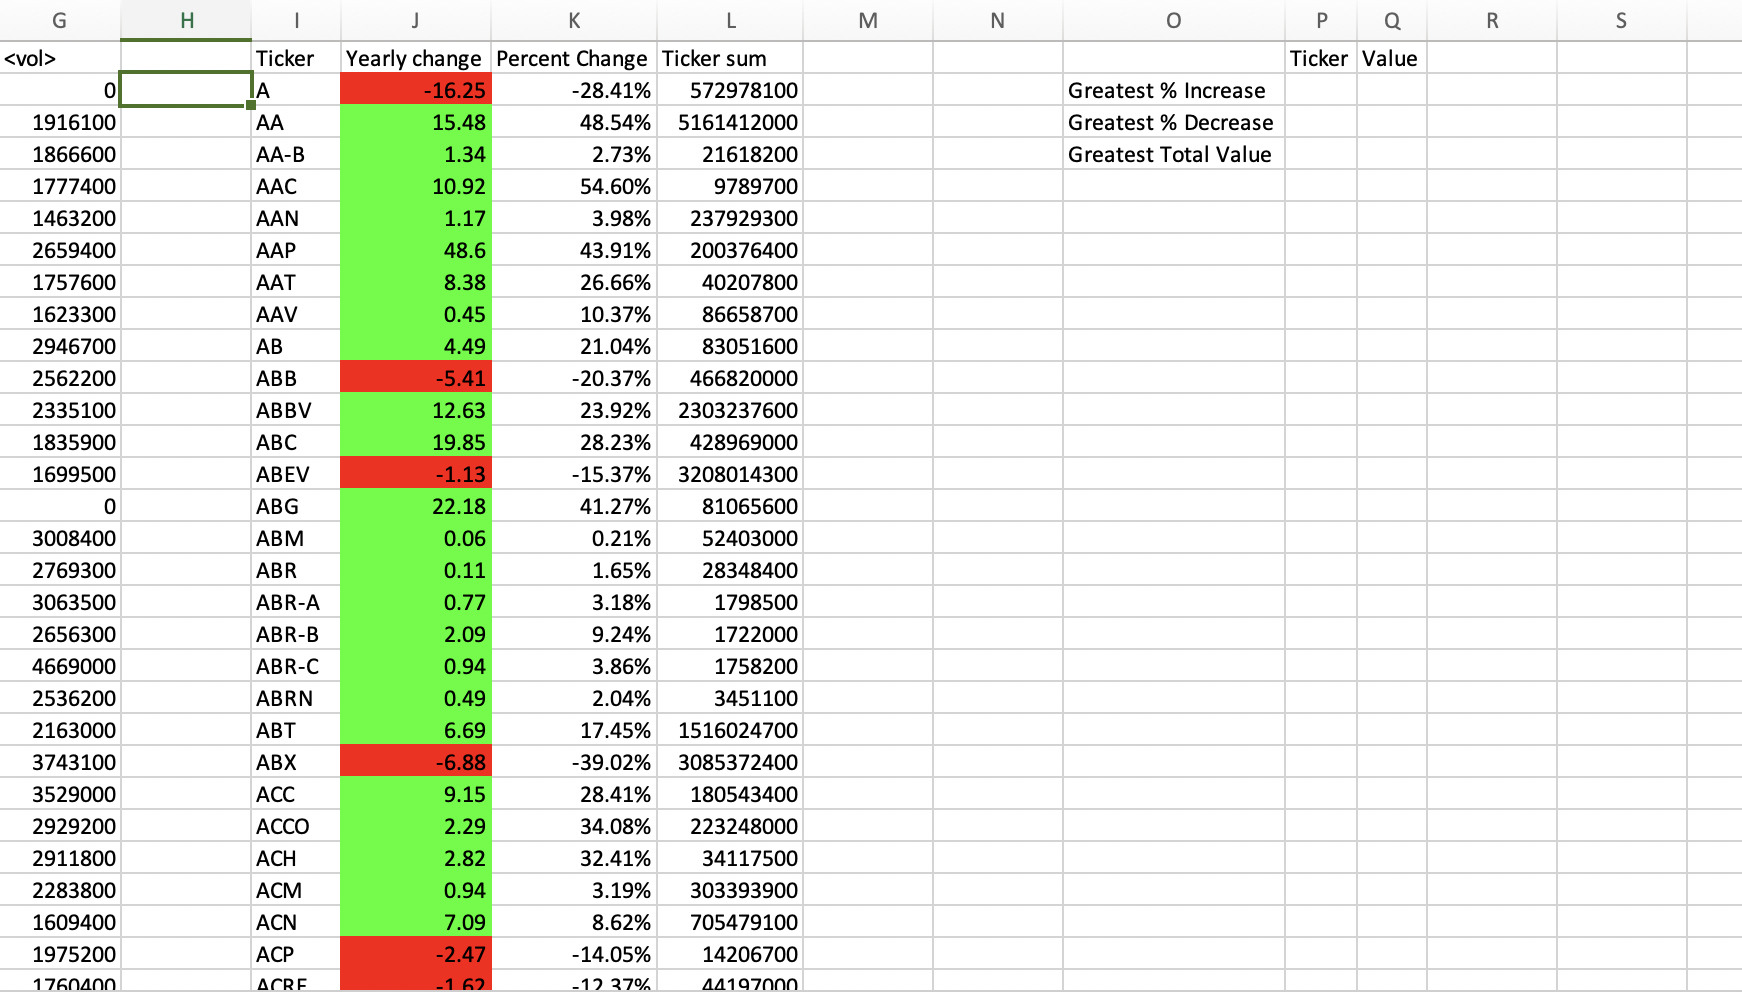 G H I J K L M N O P Q R S
<vol> Ticker Yearly change Percent Change Ticker sum Ticker Value
0 A -16.25 -28.41% 572978100 Greatest % Increase
1916100 AA 15.48 48.54% 5161412000 Greatest % Decrease
1866600 AA-B 1.34 2.73% 21618200 Greatest Total Value
1777400 AAC 10.92 54.60% 9789700
1463200 AAN 1.17 3.98% 237929300
2659400 AAP 48.6 43.91% 200376400
1757600 AAT 8.38 26.66% 40207800
1623300 AAV 0.45 10.37% 86658700
2946700 AB 4.49 21.04% 83051600
2562200 ABB -5.41 -20.37% 466820000
2335100 ABBV 12.63 23.92% 2303237600
1835900 ABC 19.85 28.23% 428969000
1699500 ABEV -1.13 -15.37% 3208014300
0 ABG 22.18 41.27% 81065600
3008400 ABM 0.06 0.21% 52403000
2769300 ABR 0.11 1.65% 28348400
3063500 ABR-A 0.77 3.18% 1798500
2656300 ABR-B 2.09 9.24% 1722000
4669000 ABR-C 0.94 3.86% 1758200
2536200 ABRN 0.49 2.04% 3451100
2163000 ABT 6.69 17.45% 1516024700
3743100 ABX -6.88 -39.02% 3085372400
3529000 ACC 9.15 28.41% 180543400
2929200 ACCO 2.29 34.08% 223248000
2911800 ACH 2.82 32.41% 34117500
2283800 ACM 0.94 3.19% 303393900
1609400 ACN 7.09 8.62% 705479100
1975200 ACP -2.47 -14.05% 14206700
1760400 ACRE -1.62 -12.37% 44197000